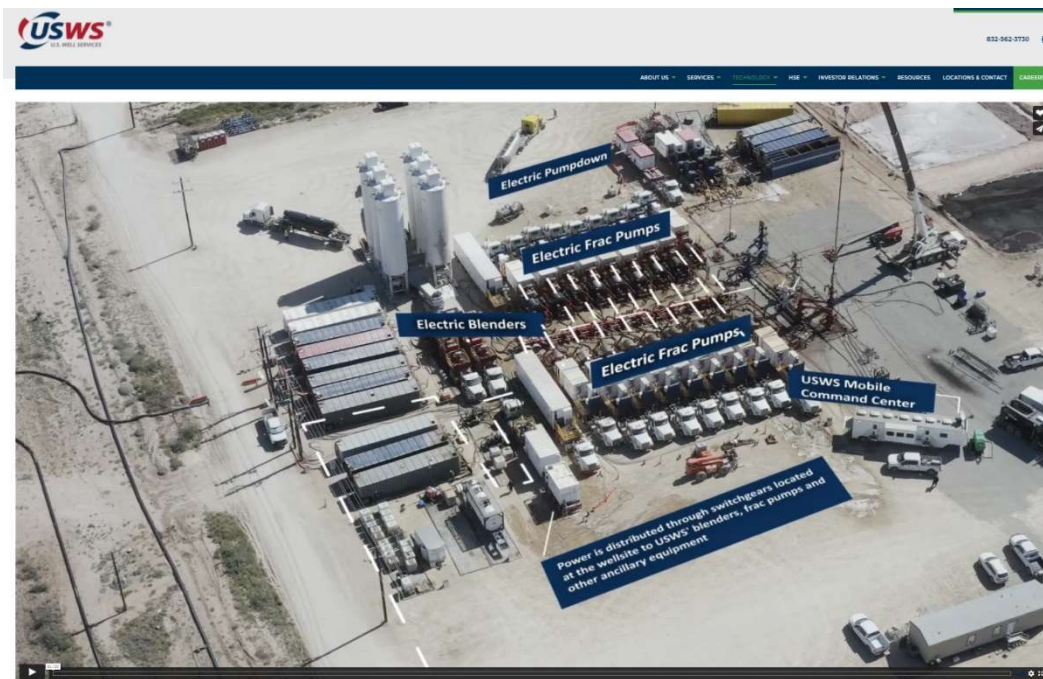 USWS®
U.S. WELL SERVICES
832-562-3730
ABOUT US
SERVICES
TECHNOLOGY
HSE
INVESTOR RELATIONS
RESOURCES
LOCATIONS & CONTACT
CAREERS
Electric Pumpdown
Electric Frac Pumps
Electric Blenders
Electric Frac Pumps
USWS Mobile
Command Center
Power is distributed through switchgears located
at the wellsite to USWS' blenders, frac pumps and
other ancillary equipment